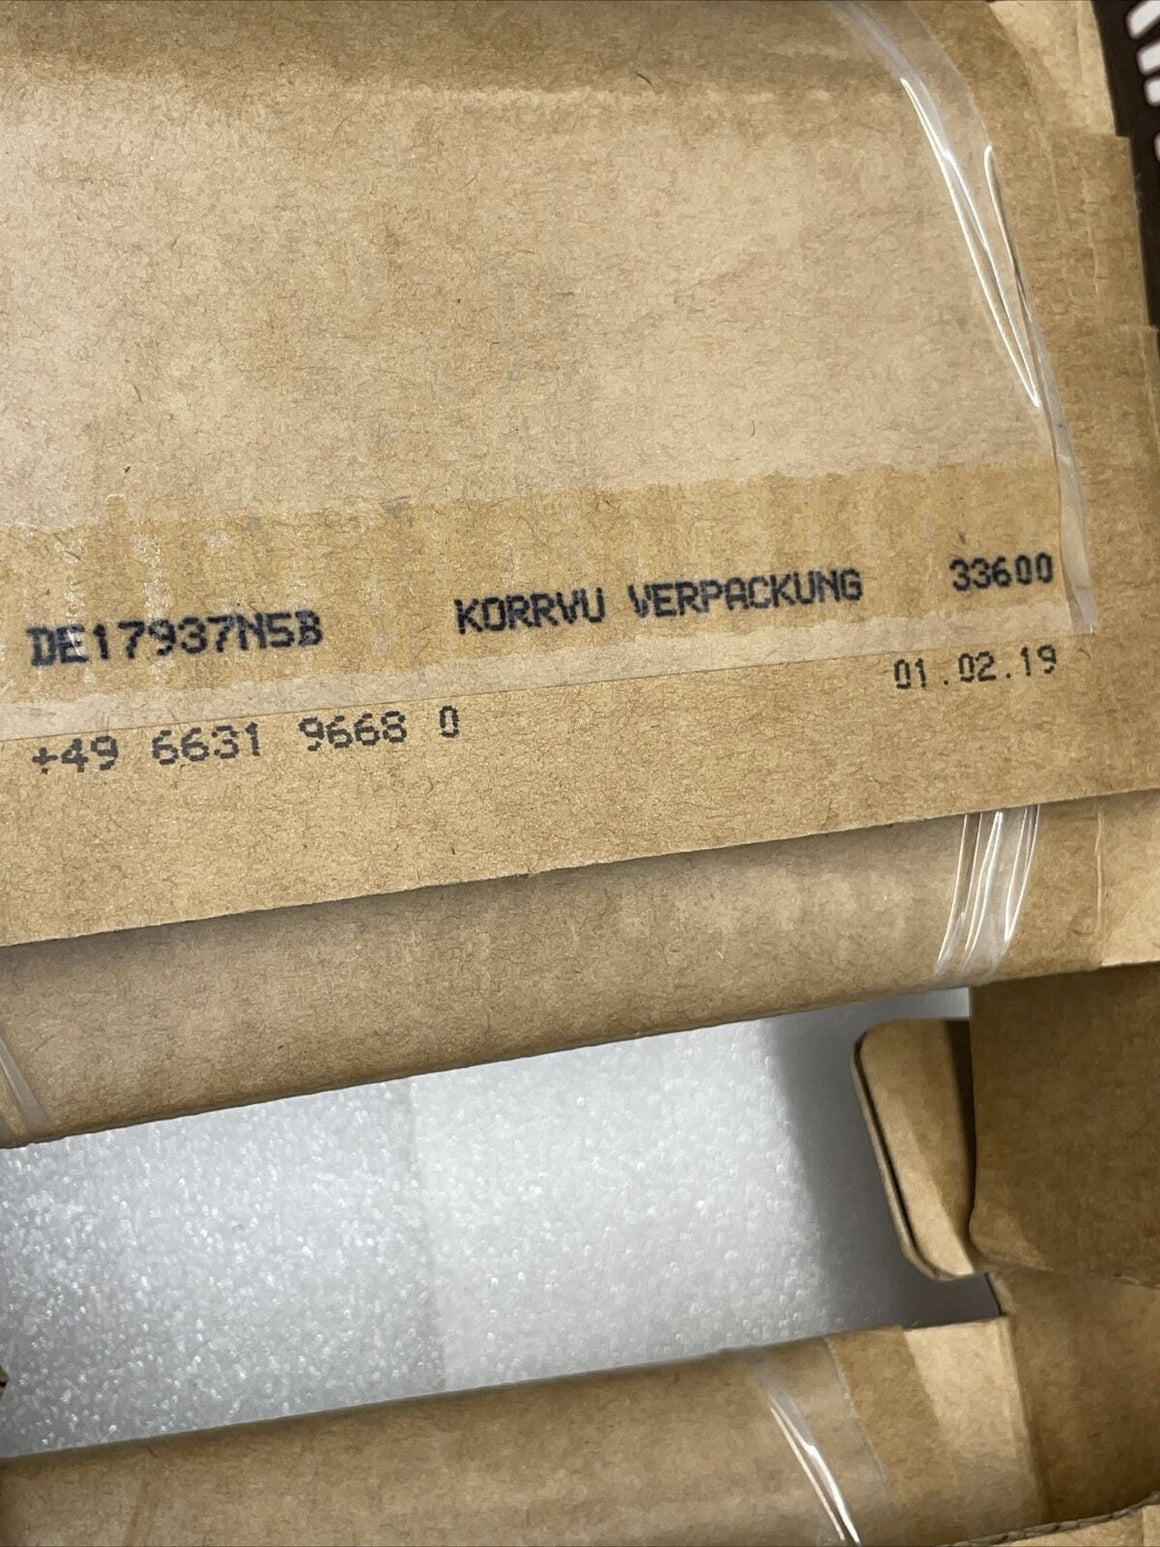 DE17937N5B KORRVU VERPACKUNG 33600
+49 6631 9668 0 01.02.19